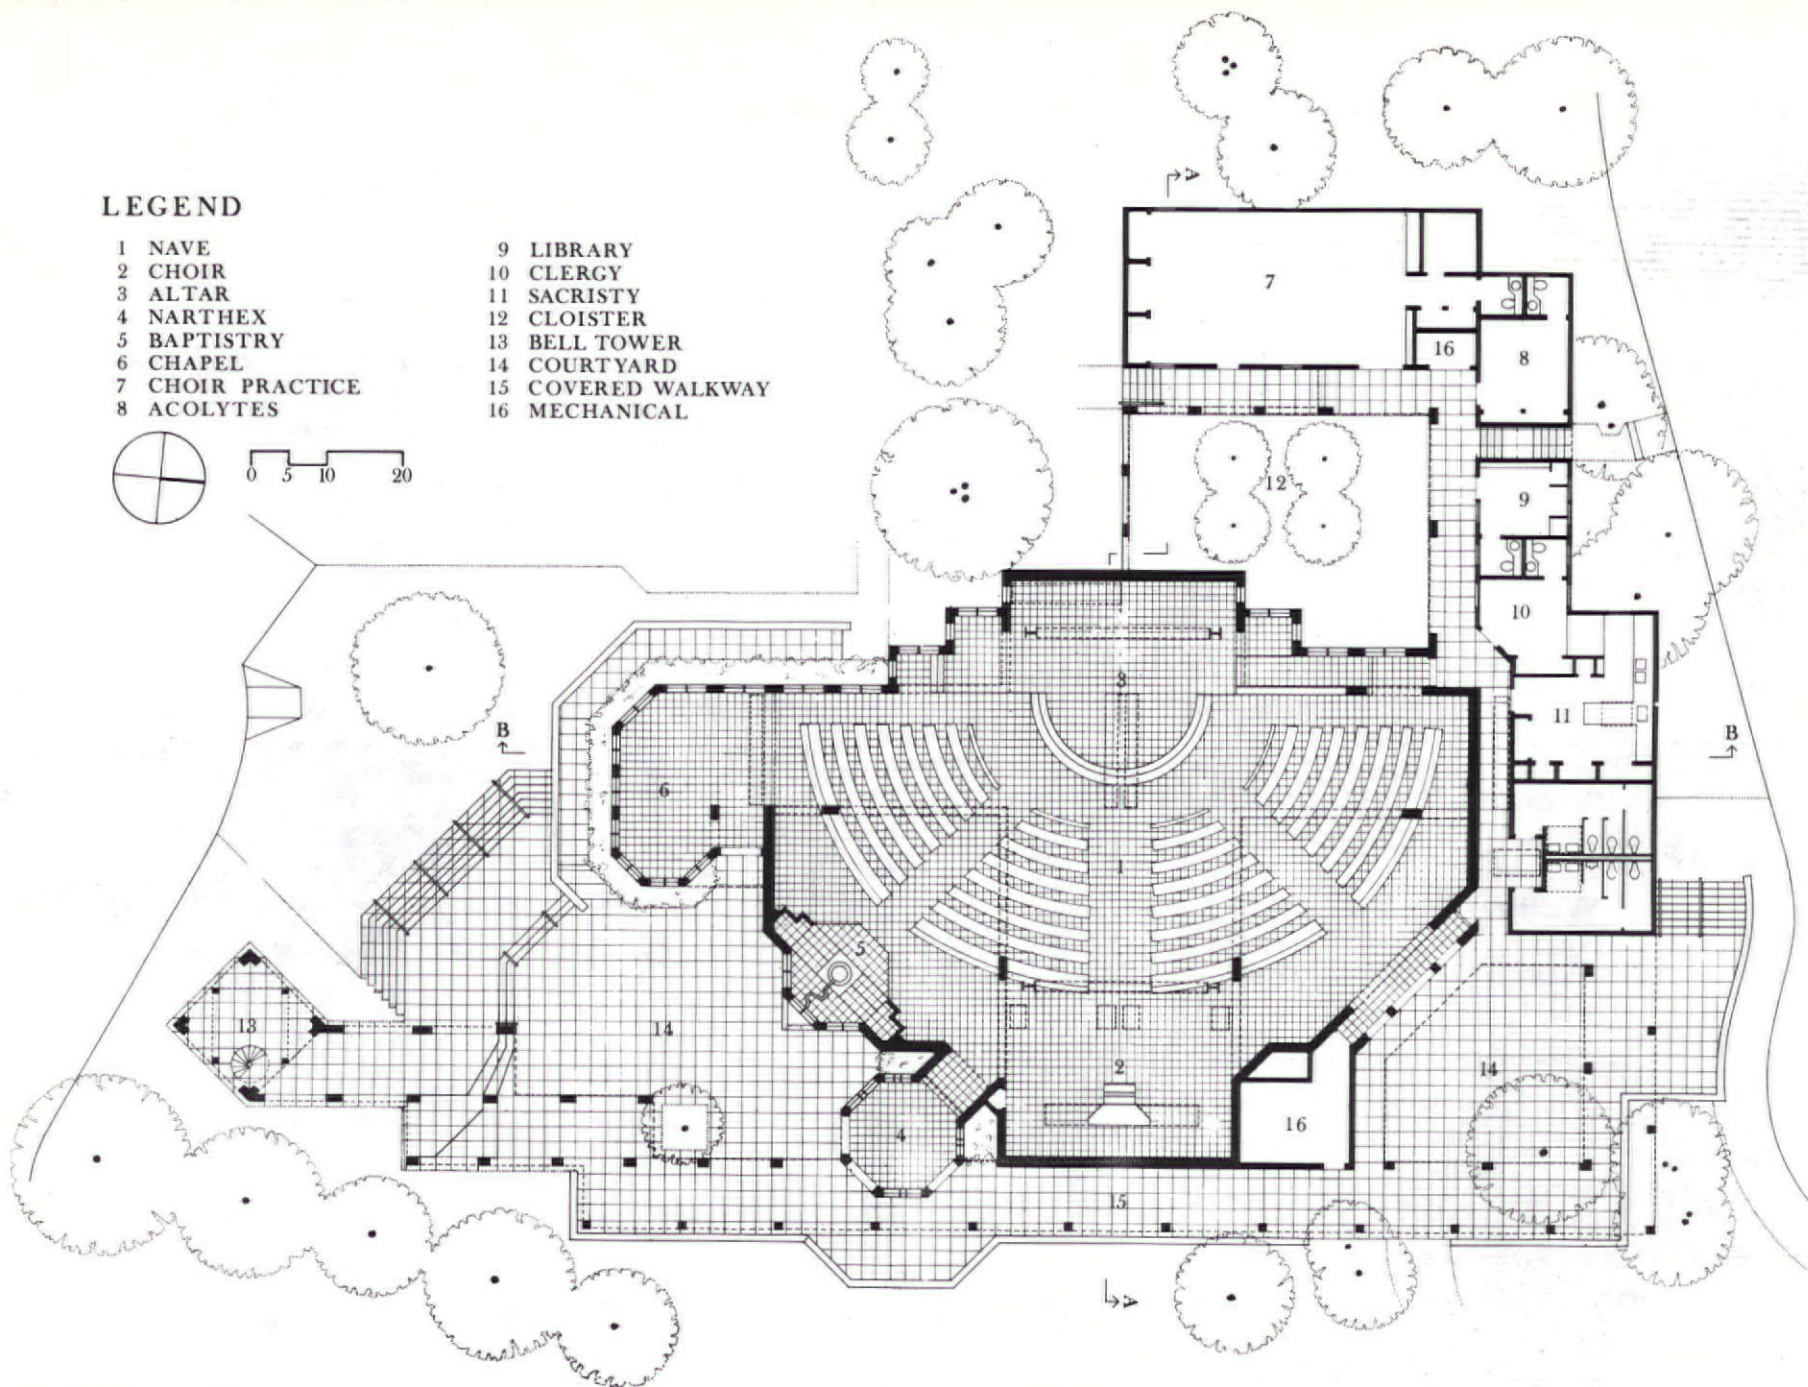 LEGEND
1 NAVE
2 CHOIR
3 ALTAR
4 NARTHEX
5 BAPTISTRY
6 CHAPEL
7 CHOIR PRACTICE
8 ACOLYTES
9 LIBRARY
10 CLERGY
11 SACRISTY
12 CLOISTER
13 BELL TOWER
14 COURTYARD
15 COVERED WALKWAY
16 MECHANICAL
0 5 10 20
A
7
16
8
12
9
10
3
11
B
B
6
1
5
13
14
2
14
4
16
15
A